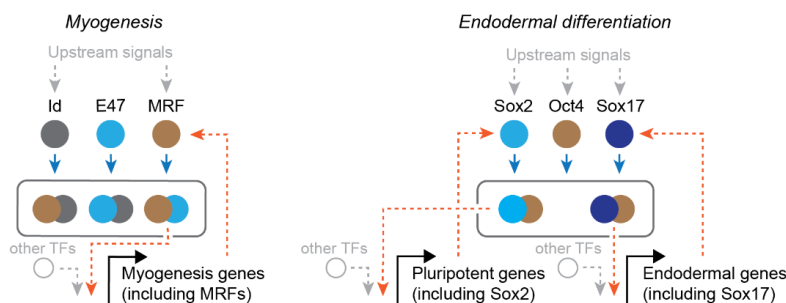 Myogenesis
Upstream signals
Id E47 MRF
other TFs
Myogenesis genes
(including MRFs)
Endodermal differentiation
Upstream signals
Sox2 Oct4 Sox17
other TFs
Pluripotent genes
(including Sox2)
other TFs
Endodermal genes
(including Sox17)